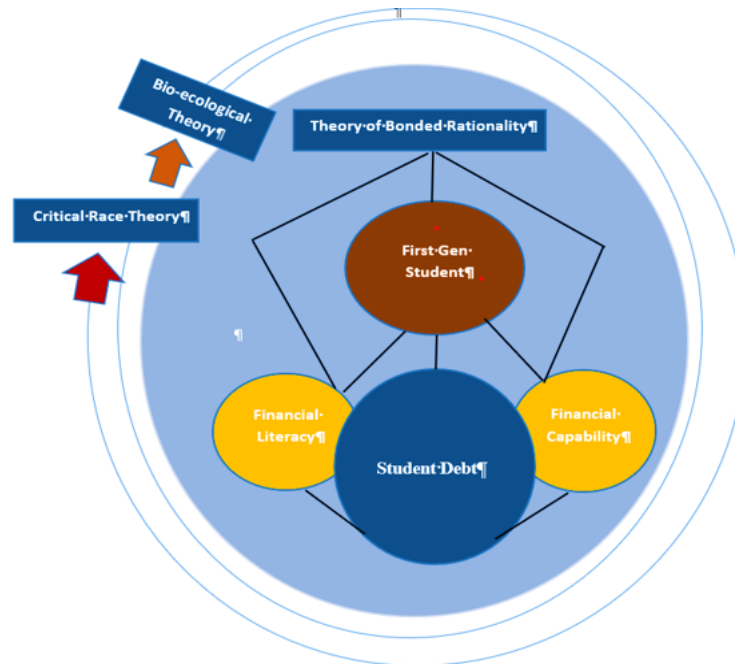 ¶
Bio-ecological·
Theory¶
Theory·of·Bonded·Rationality¶
Critical·Race·Theory¶
First·Gen·
Student¶
¶
Financial·
Literacy¶
Financial·
Capability¶
Student·Debt¶